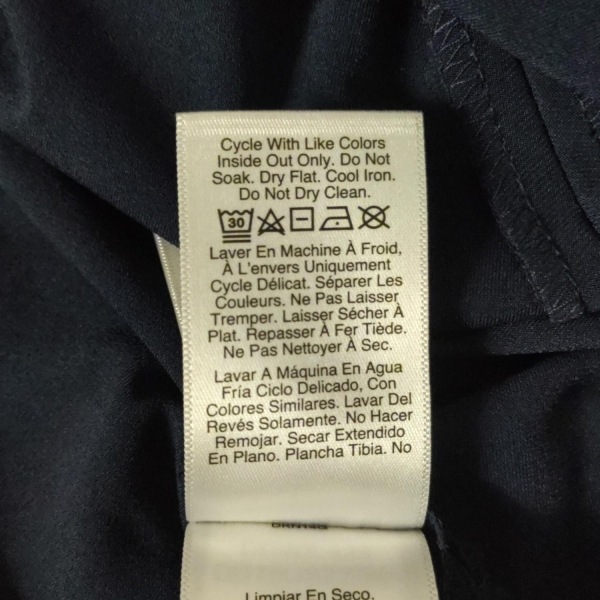 Cycle With Like Colors
Inside Out Only. Do Not
Soak. Dry Flat. Cool Iron.
Do Not Dry Clean.
30
Laver En Machine À Froid,
À L'envers Uniquement
Cycle Délicat. Séparer Les
Couleurs. Ne Pas Laisser
Tremper. Laisser Sécher À
Plat. Repasser À Fer Tiède.
Ne Pas Nettoyer À Sec.
Lavar A Máquina En Agua
Fría Ciclo Delicado, Con
Colores Similares. Lavar Del
Revés Solamente. No Hacer
Remojar. Secar Extendido
En Plano. Plancha Tibia. No
Limpiar En Seco.